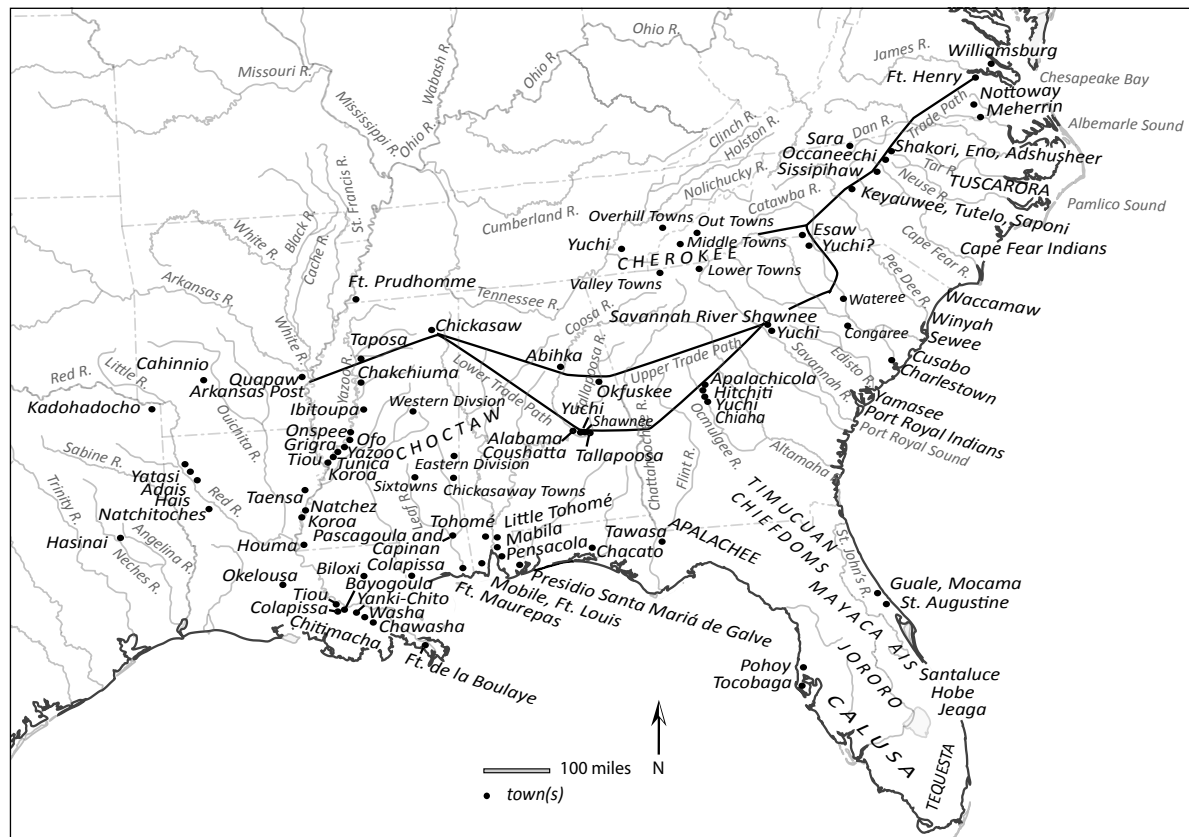 Ohio R.
James R.
Williamsburg
Missouri R.
Wabash R.
Ohio R.
Ft. Henry
Chesapeake Bay
Nottoway
Meherrin
Mississippi R.
Ohio R.
Clinch R.
Holston R.
Dan R.
Trade Path
Albemarle Sound
Sara
Occaneechi
Sissipihaw
Shakori, Eno, Adshusheer
Tar R.
Neuse R.
TUSCARORA
Pamlico Sound
St. Francis R.
Black R.
Cache R.
White R.
Nolichucky R.
Catawba R.
Keyauwee, Tutelo, Saponi
Cumberland R.
Overhill Towns
Out Towns
Esaw
Yuchi?
Yuchi
Middle Towns
CHEROKEE
Cape Fear R.
Cape Fear Indians
Lower Towns
Valley Towns
Arkansas R.
Ft. Prudhomme
Tennessee R.
Pee Dee R.
Wateree
Waccamaw
Winyah
Sewee
Coosa R.
Savannah River Shawnee
Yuchi
Congaree
Chickasaw
White R.
Taposa
Abihka
Tallapoosa R.
Upper Trade Path
Savannah R.
Edisto R.
Cusabo
Charlestown
Cahinnio
Little R.
Red R.
Quapaw
Arkansas Post
Yazoo R.
Chakchiuma
Lower Trade Path
Okfuskee
Apalachicola
Hitchiti
Yuchi
Chiaha
Yamasee
Port Royal Indians
Port Royal Sound
Kadohadocho
Ouichita R.
Ibitoupa
Western Divsion
Yuchi
Shawnee
Onspee
Ofo
Grigra
Yazoo
Tiou
Tunica
Koroa
CHOCTAW
Alabama
Coushatta
Tallapoosa
Chattahoochee R.
Flint R.
Ocmulgee R.
Altamaha
Sabine R.
Yatasi
Adais
Hais
Natchitoches
Red R.
Eastern Division
Sixtowns
Chickasaway Towns
Taensa
Trinity R.
Natchez
Koroa
Leaf R.
Pascagoula and
Capinan
Tohomé
Little Tohomé
Mabila
Pensacola
Tawasa
Chacato
APALACHEE
TIMUCUAN
CHIEFDOMS
St. John's R.
Hasinai
Angelina R.
Neches R.
Houma
Okelousa
Biloxi
Colapissa
Bayogoula
Yanki-Chito
Tiou
Colapissa
Washa
Chitimacha
Chawasha
Ft. Maurepas
Mobile, Ft. Louis
Presidio Santa Mariá de Galve
Ft. de la Boulaye
Guale, Mocama
St. Augustine
MAYACA
AIS
JORORO
Santaluce
Hobe
Jeaga
Pohoy
Tocobaga
CALUSA
TEQUESTA
100 miles
N
town(s)